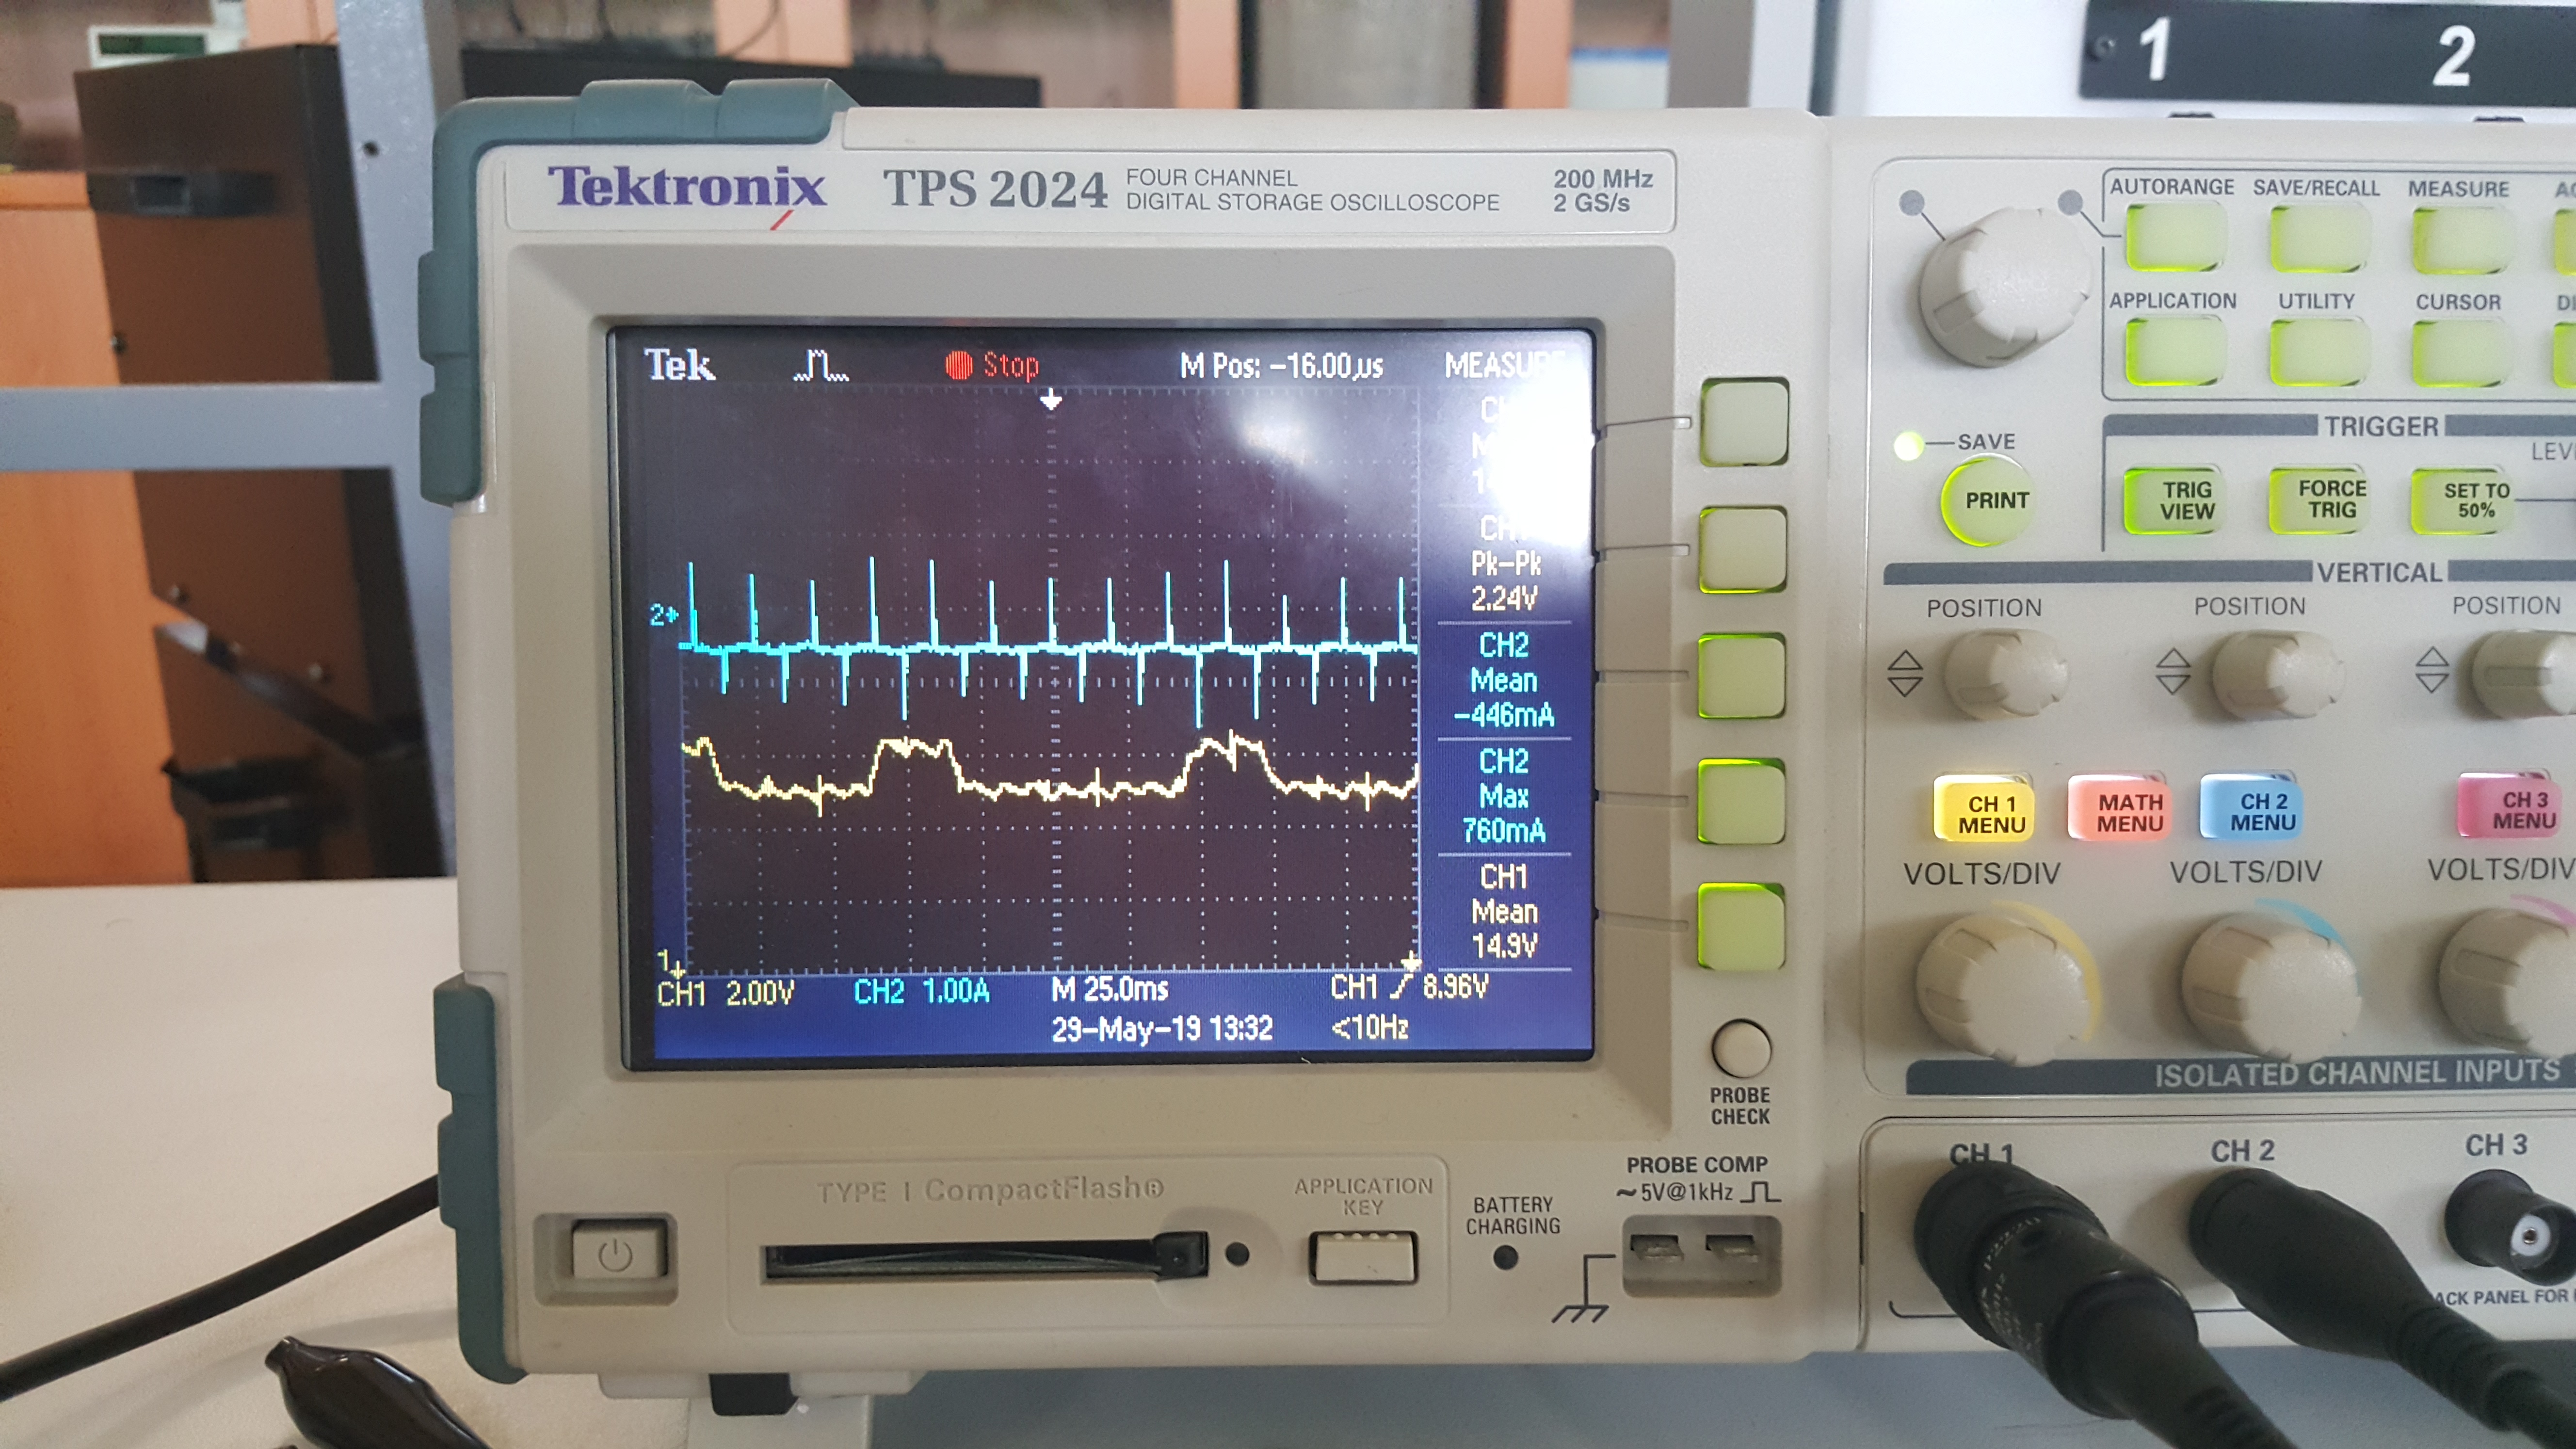 1 2
Tektronix TPS 2024 FOUR CHANNEL
DIGITAL STORAGE OSCILLOSCOPE
200 MHz
2 GS/s
Tek Stop M Pos: -16.00µs
Pk-Pk
2.24V
CH2
Mean
-446mA
CH2
Max
760mA
CH1
Mean
14.9V
2
1
CH1 2.00V CH2 1.00A M 25.0ms CH1 8.96V
29-May-19 13:32 <10Hz
AUTORANGE SAVE/RECALL MEASURE
APPLICATION UTILITY CURSOR
TRIGGER
SAVE
PRINT
TRIG VIEW
FORCE TRIG
SET TO 50%
VERTICAL
POSITION POSITION POSITION
CH 1 MENU
MATH MENU
CH 2 MENU
CH 3 MENU
VOLTS/DIV VOLTS/DIV VOLTS/DIV
ISOLATED CHANNEL INPUTS
PROBE CHECK
CH 1 CH 2 CH 3
TYPE I CompactFlash®
APPLICATION KEY
BATTERY CHARGING
PROBE COMP
~5V@1kHz
PANEL FOR